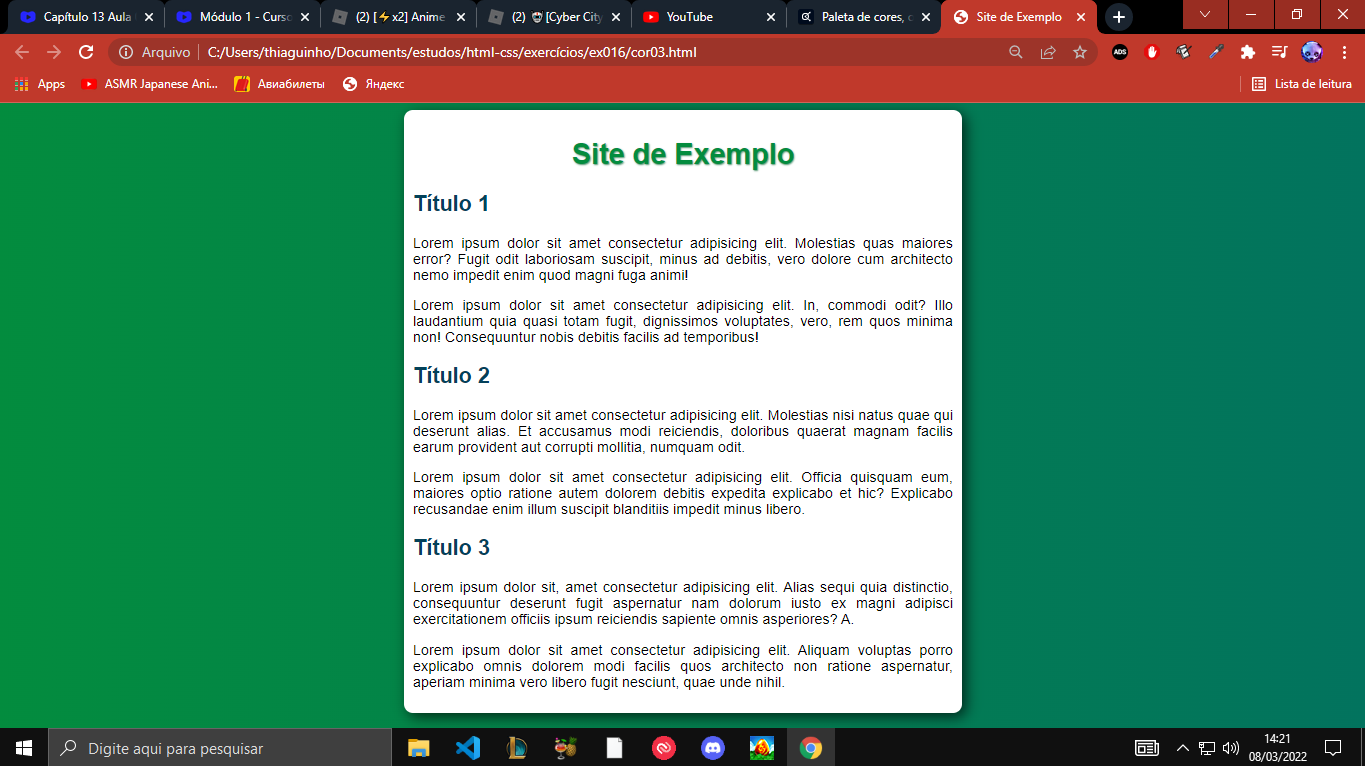 Capítulo 13 Aula
Módulo 1 - Curso
(2) [⚡x2] Anime
(2) [Cyber City
YouTube
Paleta de cores,
Site de Exemplo
Arquivo
C:/Users/thiaguinho/Documents/estudos/html-css/exercícios/ex016/cor03.html
ADS
Apps
ASMR Japanese Ani...
Авиабилеты
Яндекс
Lista de leitura
Site de Exemplo
Título 1
Lorem ipsum dolor sit amet consectetur adipisicing elit. Molestias quas maiores
error? Fugit odit laboriosam suscipit, minus ad debitis, vero dolore cum architecto
nemo impedit enim quod magni fuga animi!
Lorem ipsum dolor sit amet consectetur adipisicing elit. In, commodi odit? Illo
laudantium quia quasi totam fugit, dignissimos voluptates, vero, rem quos minima
non! Consequuntur nobis debitis facilis ad temporibus!
Título 2
Lorem ipsum dolor sit amet consectetur adipisicing elit. Molestias nisi natus quae qui
deserunt alias. Et accusamus modi reiciendis, doloribus quaerat magnam facilis
earum provident aut corrupti mollitia, numquam odit.
Lorem ipsum dolor sit amet consectetur adipisicing elit. Officia quisquam eum,
maiores optio ratione autem dolorem debitis expedita explicabo et hic? Explicabo
recusandae enim illum suscipit blanditiis impedit minus libero.
Título 3
Lorem ipsum dolor sit, amet consectetur adipisicing elit. Alias sequi quia distinctio,
consequuntur deserunt fugit aspernatur nam dolorum iusto ex magni adipisci
exercitationem officiis ipsum reiciendis sapiente omnis asperiores? A.
Lorem ipsum dolor sit amet consectetur adipisicing elit. Aliquam voluptas porro
explicabo omnis dolorem modi facilis quos architecto non ratione aspernatur,
aperiam minima vero libero fugit nesciunt, quae unde nihil.
Digite aqui para pesquisar
14:21
08/03/2022